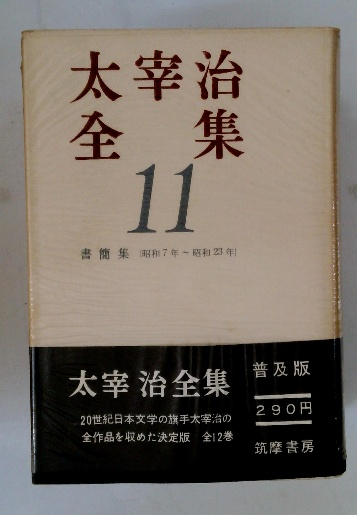 太宰治
全集
11
書簡集 [昭和7年～昭和23年]
太宰治全集
20世紀日本文学の旗手太宰治の
全作品を収めた決定版 全12巻
普及版
290円
筑摩書房